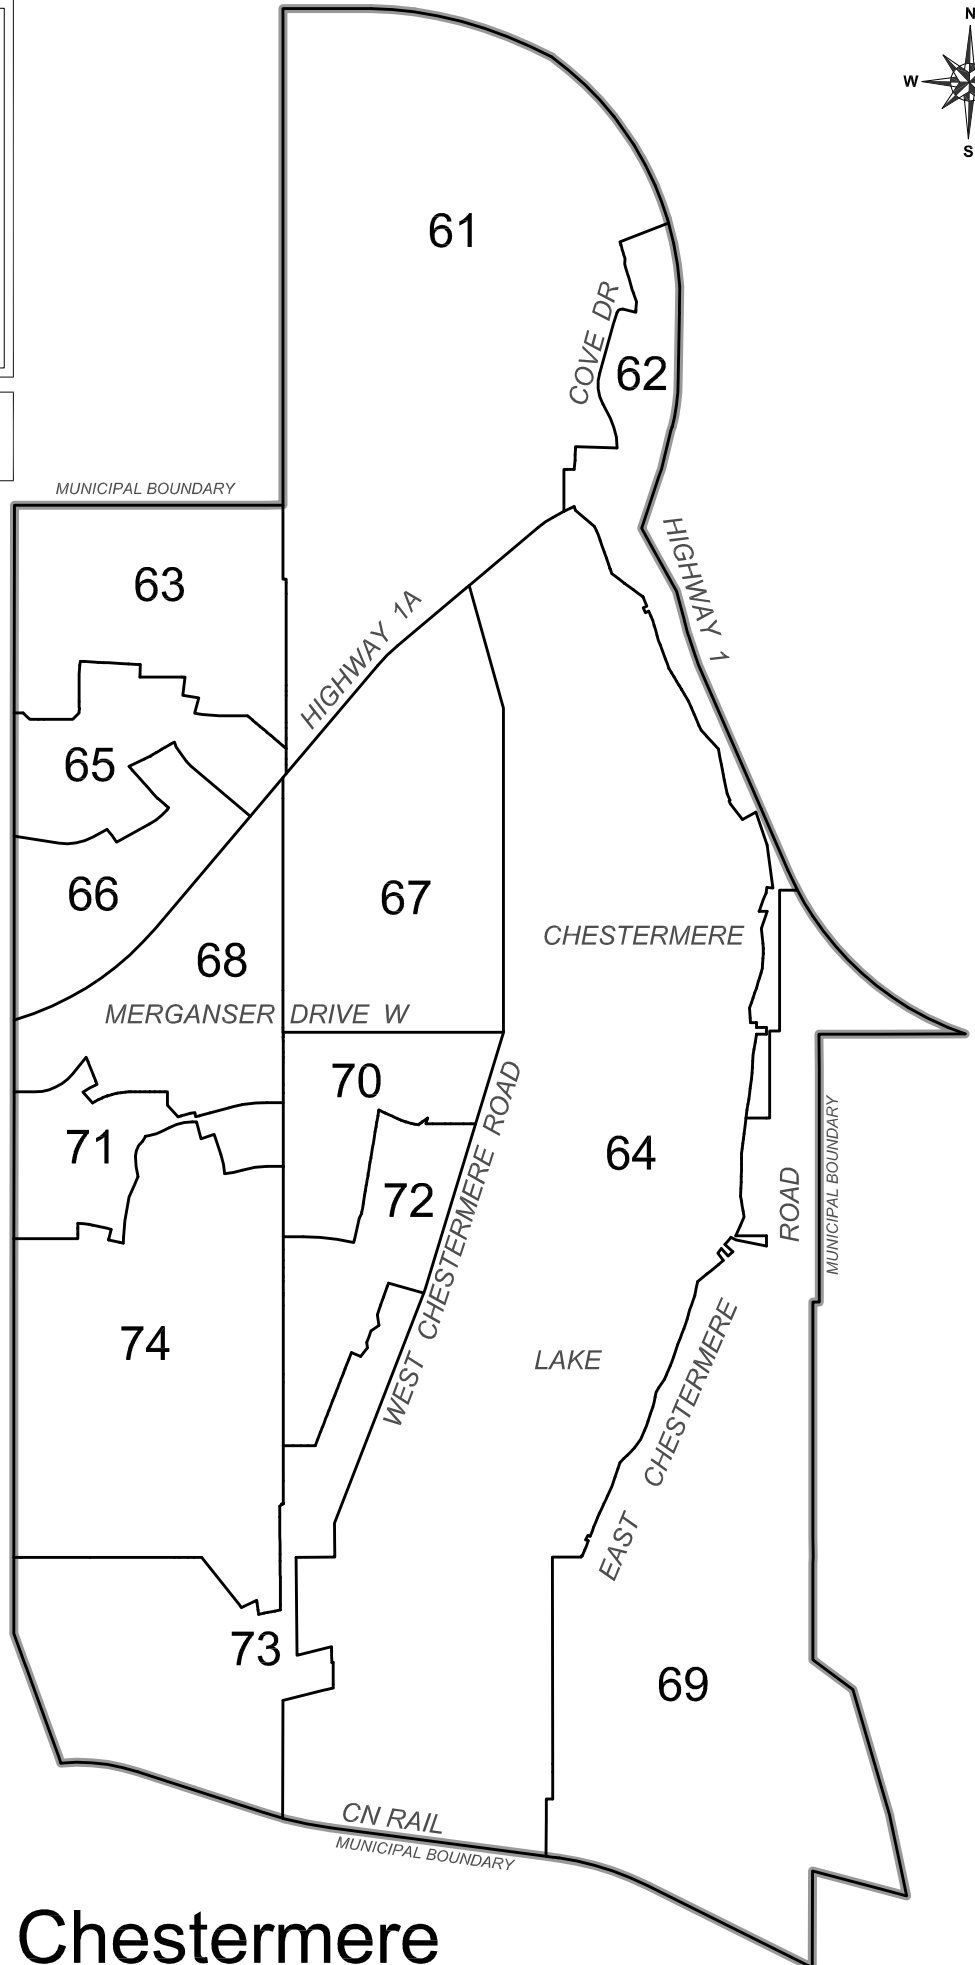 N
W
S
61
COVE DR
62
MUNICIPAL BOUNDARY
HIGHWAY 1
63
HIGHWAY 1A
65
66
67
68
CHESTERMERE
MERGANSER DRIVE W
70
71
72
WEST CHESTERMERE ROAD
64
MUNICIPAL BOUNDARY
74
LAKE
EAST CHESTERMERE ROAD
73
69
CN RAIL
MUNICIPAL BOUNDARY
Chestermere